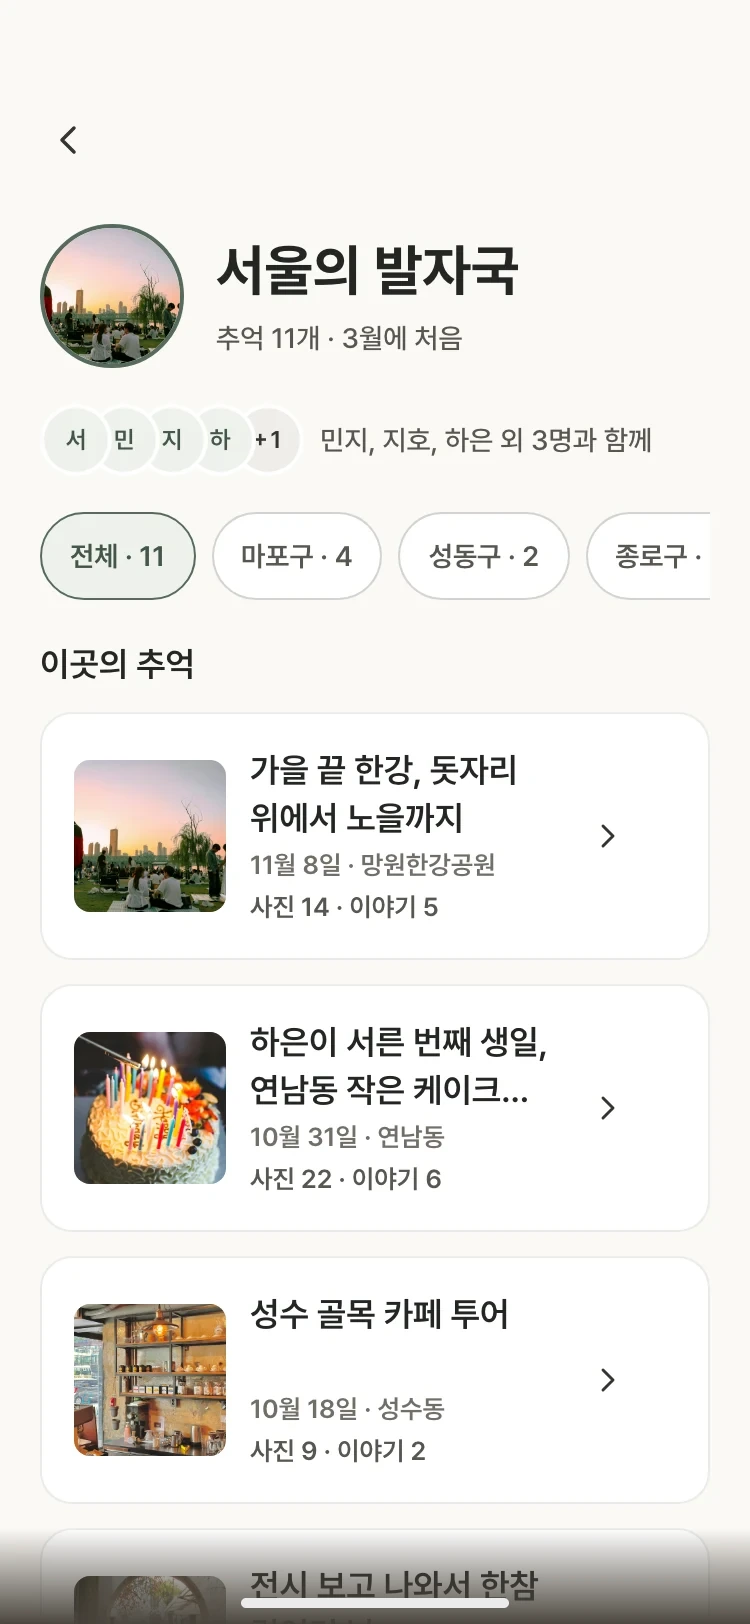 서울의 발자국
추억 11개 · 3월에 처음
서 민 지 하 +1 민지, 지호, 하은 외 3명과 함께
전체 · 11 마포구 · 4 성동구 · 2 종로구 ·
이곳의 추억
가을 끝 한강, 돗자리
위에서 노을까지
11월 8일 · 망원한강공원
사진 14 · 이야기 5
하은이 서른 번째 생일,
연남동 작은 케이크...
10월 31일 · 연남동
사진 22 · 이야기 6
성수 골목 카페 투어
10월 18일 · 성수동
사진 9 · 이야기 2
전시 보고 나와서 한참